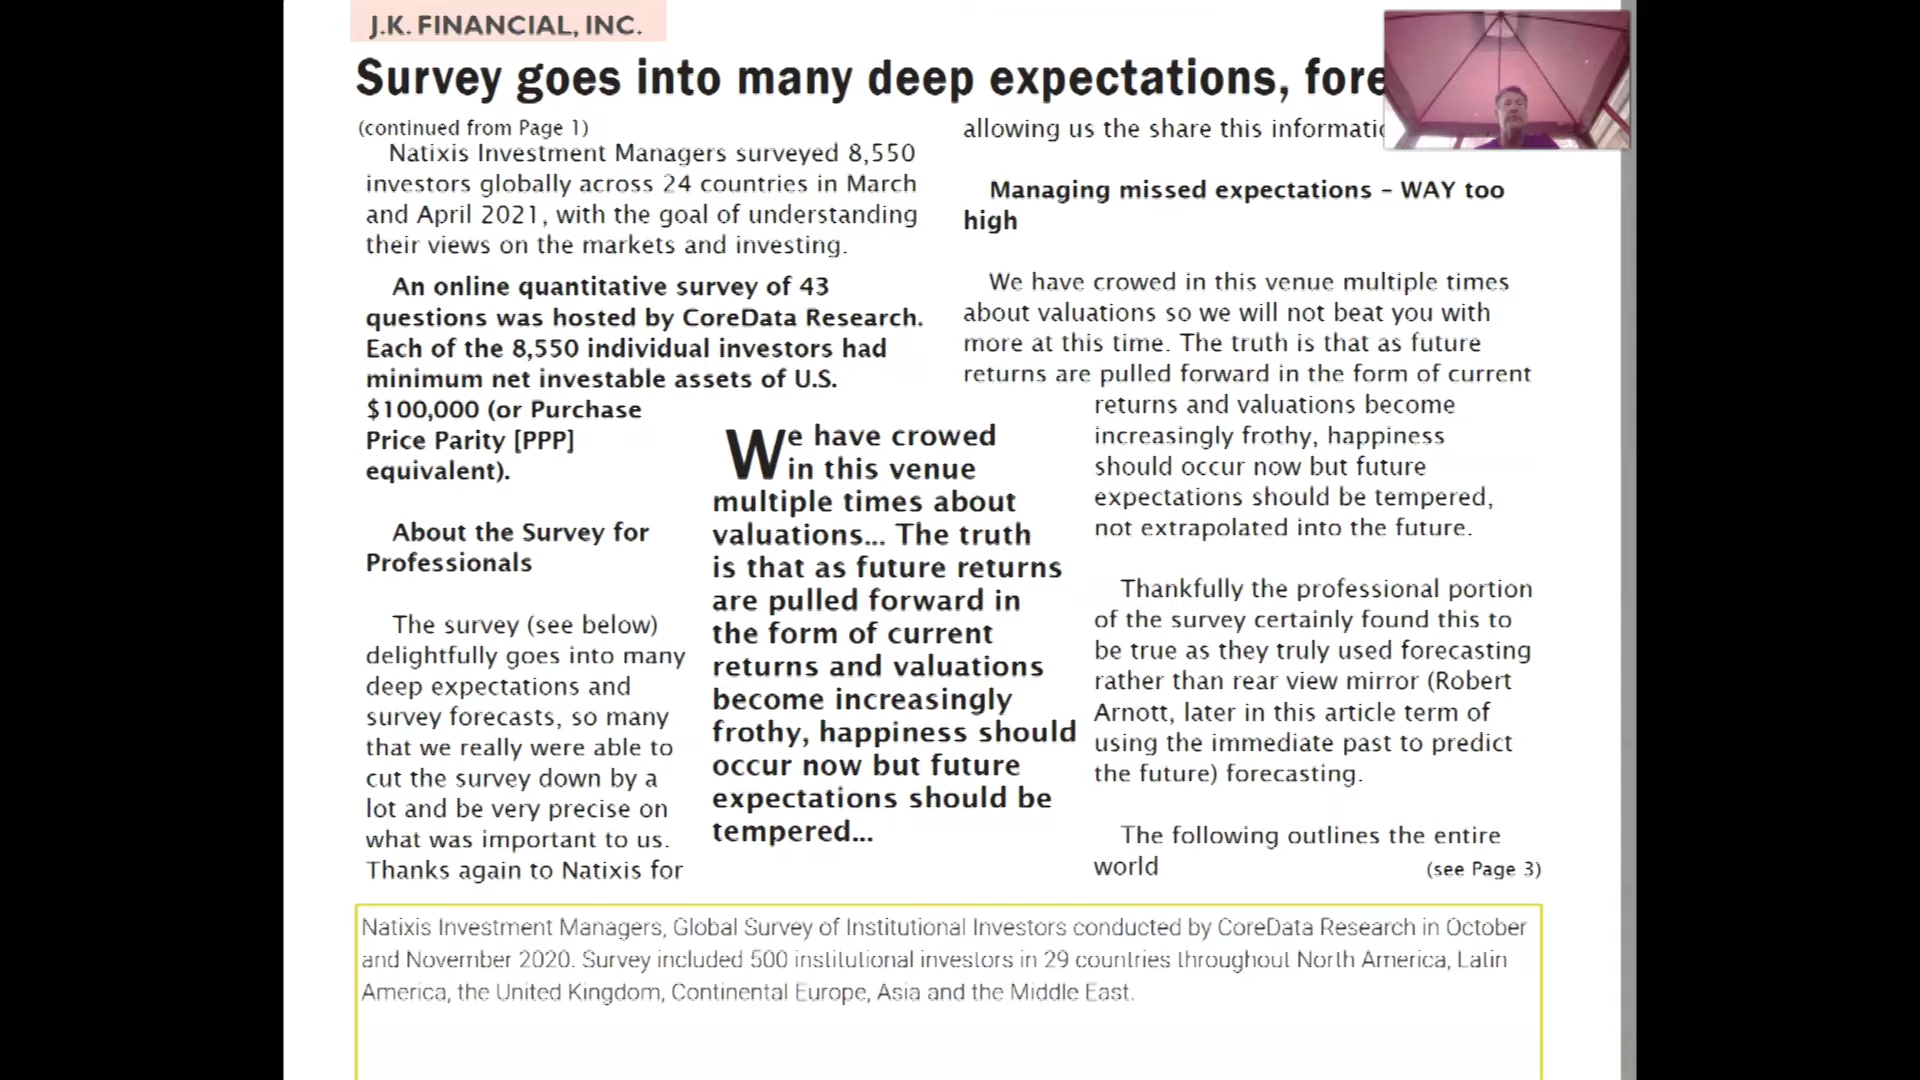 J.K. FINANCIAL, INC.
Survey goes into many deep expectations, fore
(continued from Page 1)
Natixis Investment Managers surveyed 8,550
investors globally across 24 countries in March
and April 2021, with the goal of understanding
their views on the markets and investing.
An online quantitative survey of 43
questions was hosted by CoreData Research.
Each of the 8,550 individual investors had
minimum net investable assets of U.S.
$100,000 (or Purchase
Price Parity [PPP]
equivalent).
About the Survey for
Professionals
The survey (see below)
delightfully goes into many
deep expectations and
survey forecasts, so many
that we really were able to
cut the survey down by a
lot and be very precise on
what was important to us.
Thanks again to Natixis for
We have crowed
in this venue
multiple times about
valuations... The truth
is that as future returns
are pulled forward in
the form of current
returns and valuations
become increasingly
frothy, happiness should
occur now but future
expectations should be
tempered...
allowing us the share this informatio
Managing missed expectations – WAY too
high
We have crowed in this venue multiple times
about valuations so we will not beat you with
more at this time. The truth is that as future
returns are pulled forward in the form of current
returns and valuations become
increasingly frothy, happiness
should occur now but future
expectations should be tempered,
not extrapolated into the future.
Thankfully the professional portion
of the survey certainly found this to
be true as they truly used forecasting
rather than rear view mirror (Robert
Arnott, later in this article term of
using the immediate past to predict
the future) forecasting.
The following outlines the entire
world (see Page 3)
Natixis Investment Managers, Global Survey of Institutional Investors conducted by CoreData Research in October
and November 2020. Survey included 500 institutional investors in 29 countries throughout North America, Latin
America, the United Kingdom, Continental Europe, Asia and the Middle East.